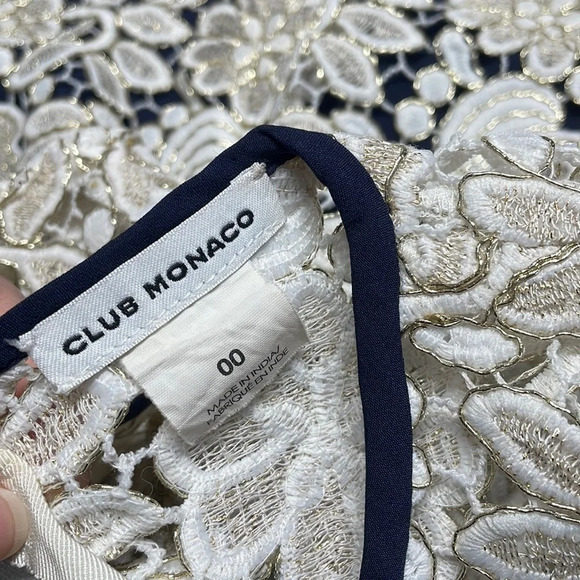 CLUB MONACO
00
MADE IN INDIA/
FABRIQUÉ EN INDE